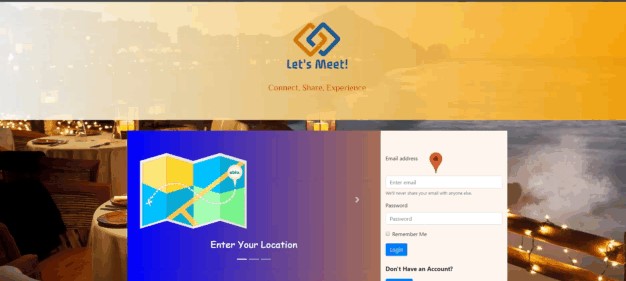 Let's Meet!
Connect, Share, Experience
Email address
Enter email
We'll never share your email with anyone else.
Password
Password
Remember Me
Login
Enter Your Location
Don't Have an Account?